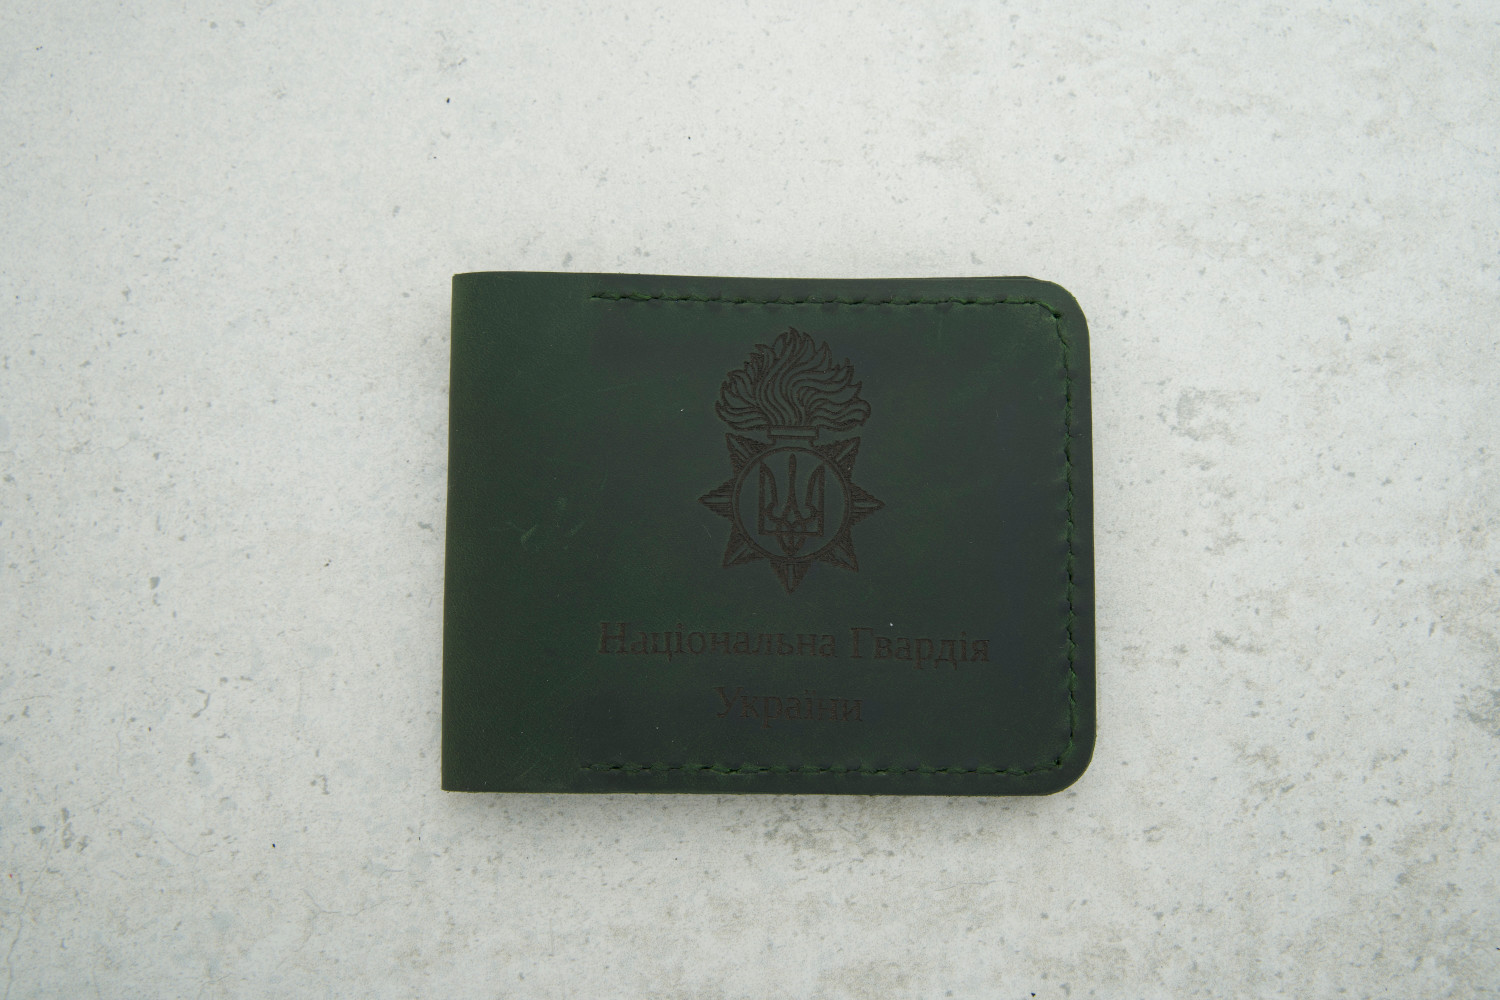 Національна Гвардія
України